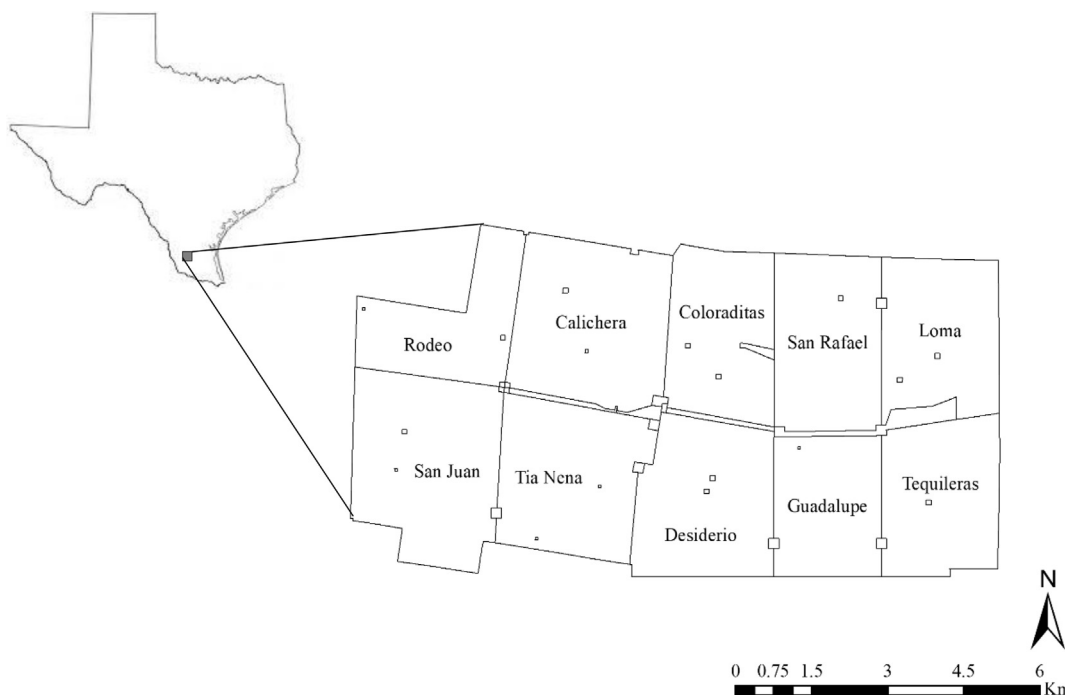 Coloraditas
Calichera
Loma
San Rafael
Rodeo
San Juan
Tia Nena
Tequileras
Guadalupe
Desiderio
N
0 0.75 1.5 3 4.5 6
Km